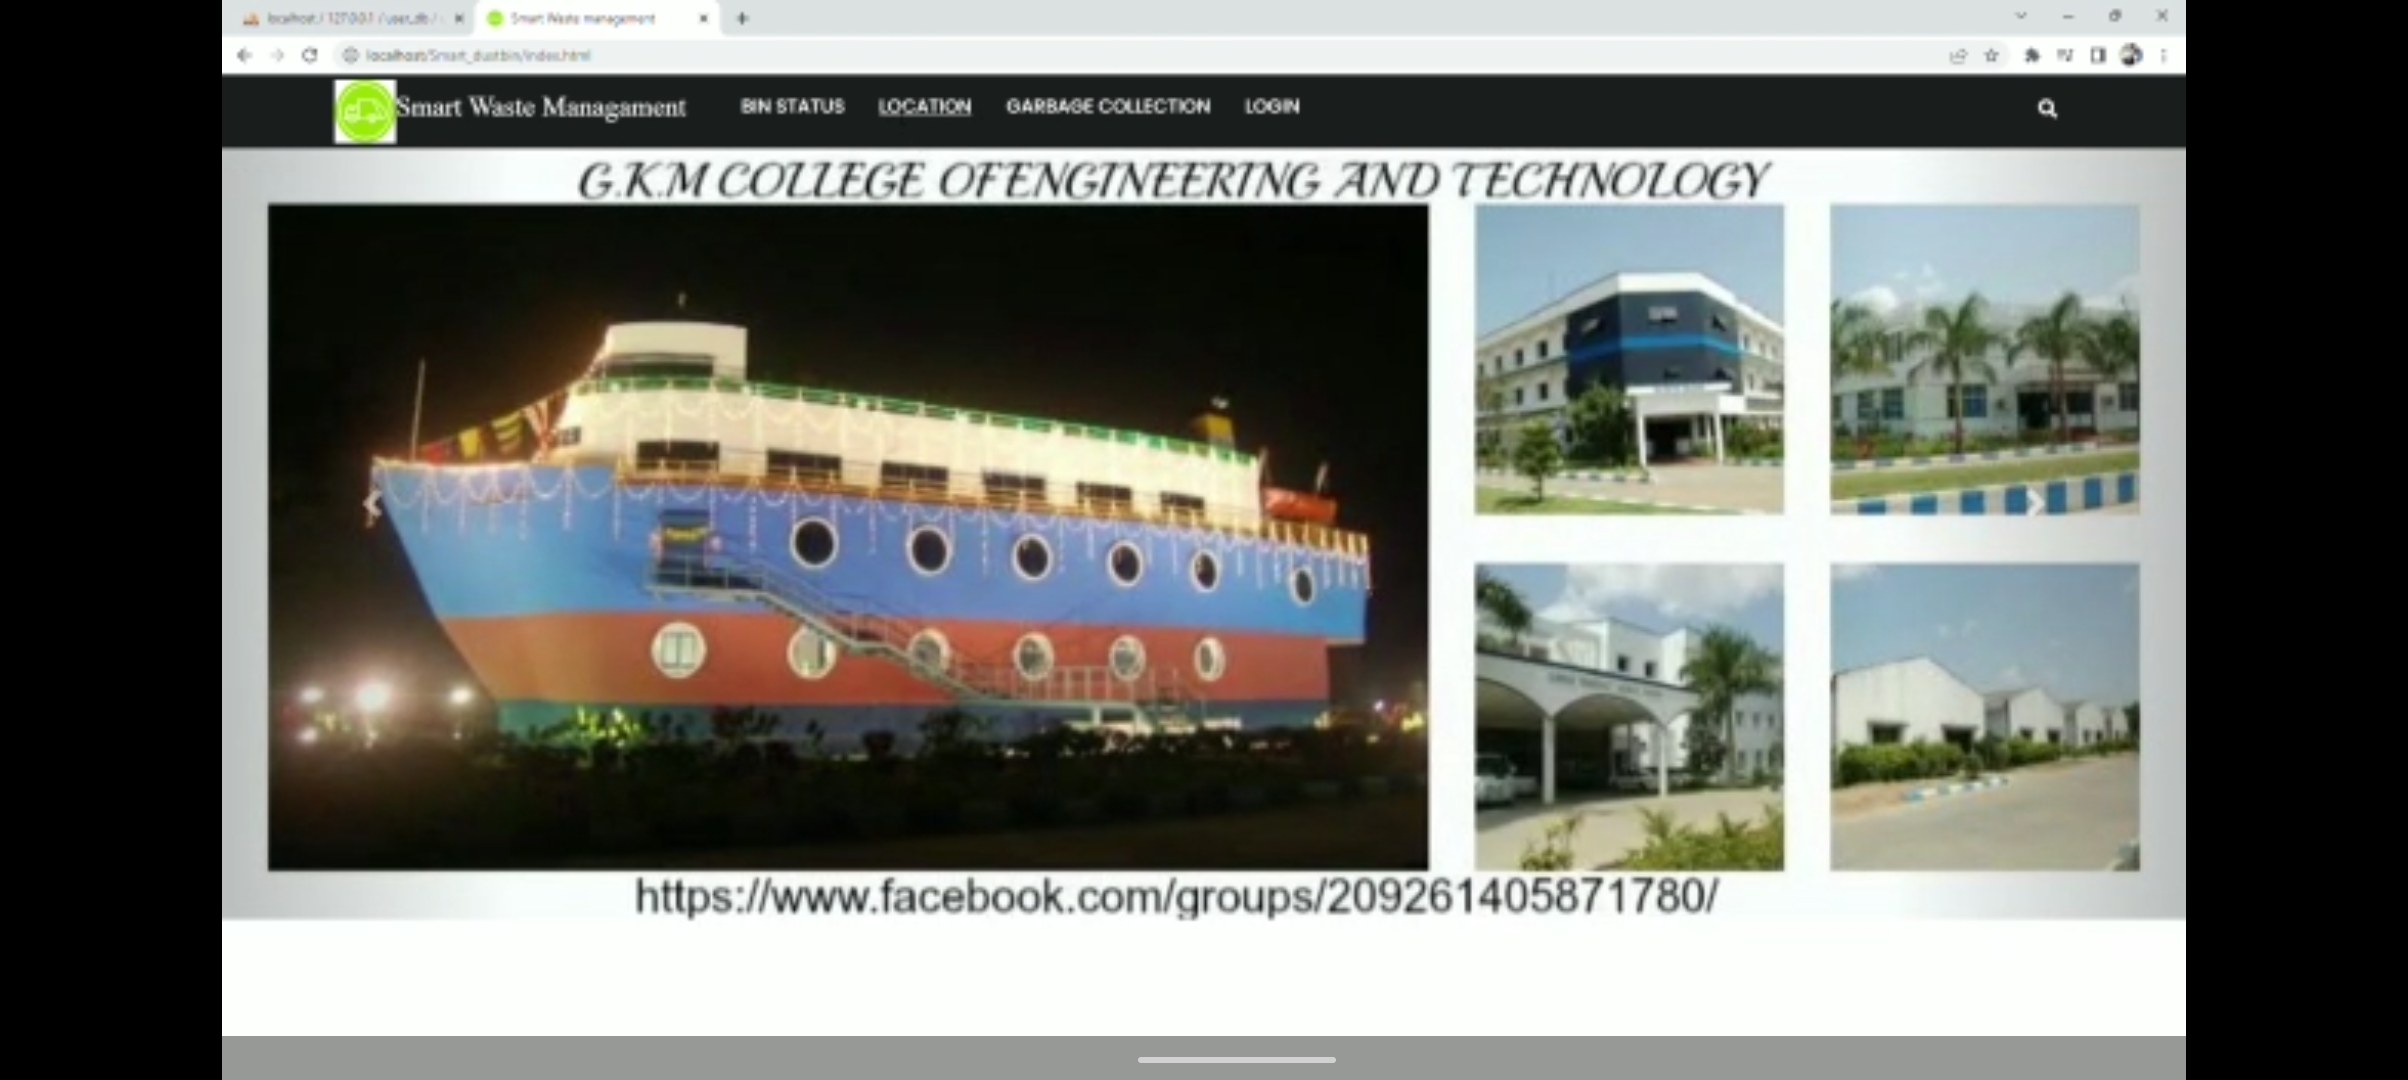 localhost / 127.0.0.1 / user_db /
Smart Waste management
localhost/Smart_dustbin/index.html
Smart Waste Managament
BIN STATUS
LOCATION
GARBAGE COLLECTION
LOGIN
G.K.M COLLEGE OFENGINEERING AND TECHNOLOGY
https://www.facebook.com/groups/209261405871780/